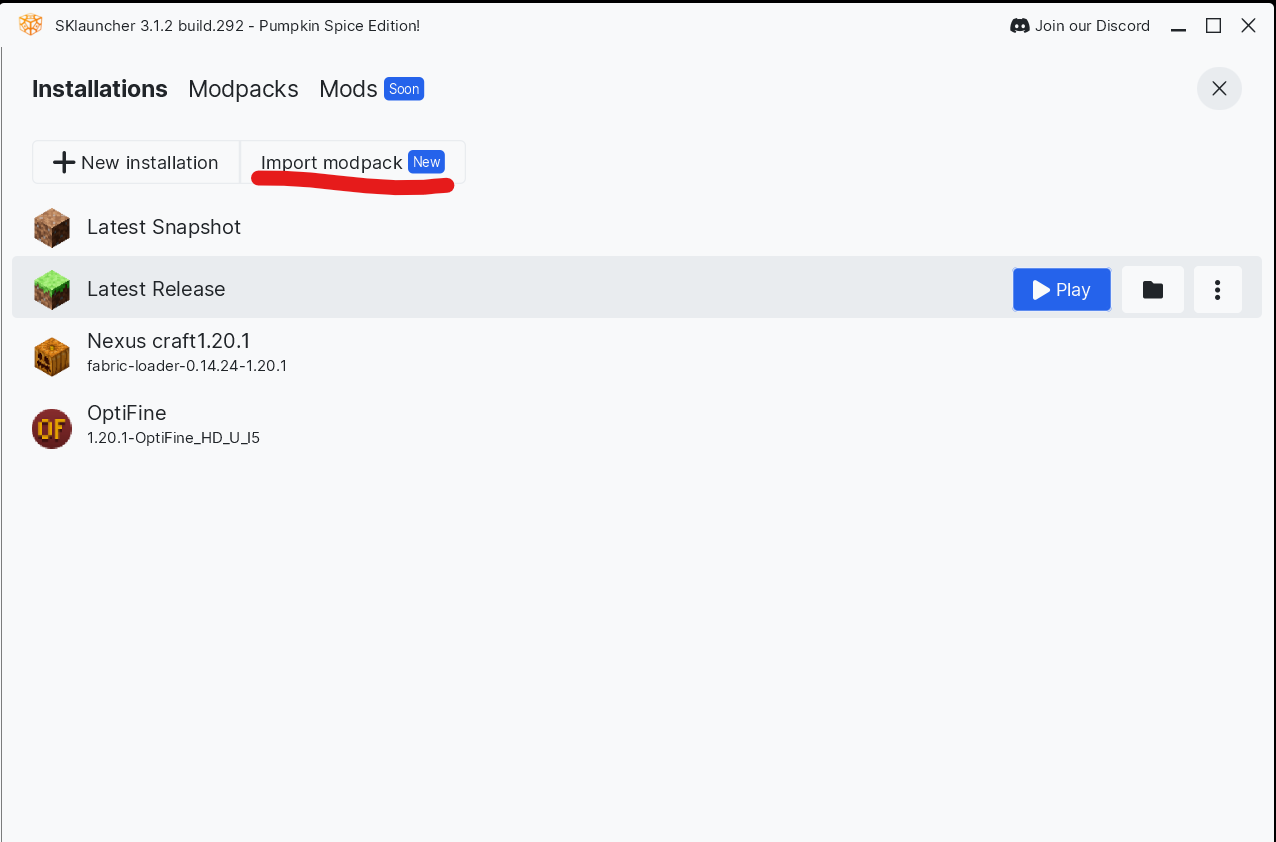 SKlauncher 3.1.2 build.292 - Pumpkin Spice Edition! Join our Discord
Installations Modpacks Mods Soon
New installation Import modpack New
Latest Snapshot
Latest Release Play
Nexus craft1.20.1
fabric-loader-0.14.24-1.20.1
OF OptiFine
1.20.1-OptiFine_HD_U_I5